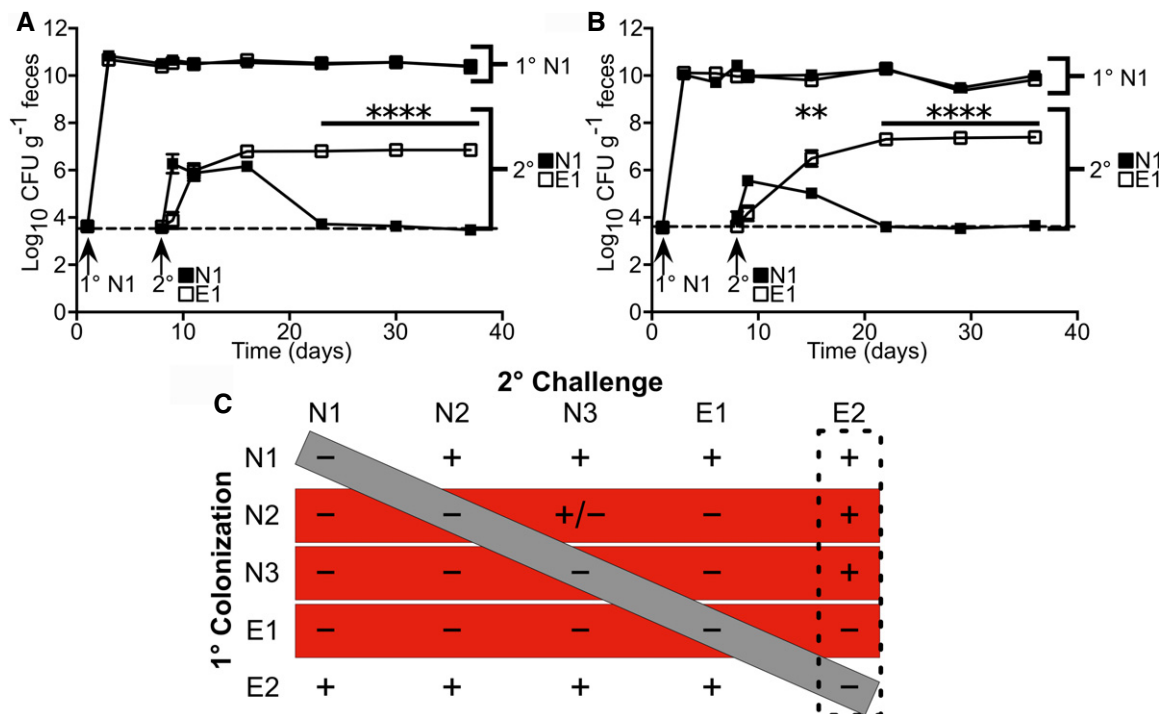 A
12
10
8
6
4
2
0
Log10 CFU g-1 feces
****
1° N1
2° ■N1
□E1
1° N1
2° ■N1
□E1
0 10 20 30 40
Time (days)
B
12
10
8
6
4
2
0
Log10 CFU g-1 feces
** ****
1° N1
2° ■N1
□E1
1° N1
2° ■N1
□E1
0 10 20 30 40
Time (days)
C
2° Challenge
N1 N2 N3 E1 E2
1° Colonization
N1 – + + + +
N2 – – +/– – +
N3 – – – – +
E1 – – – – –
E2 + + + + –